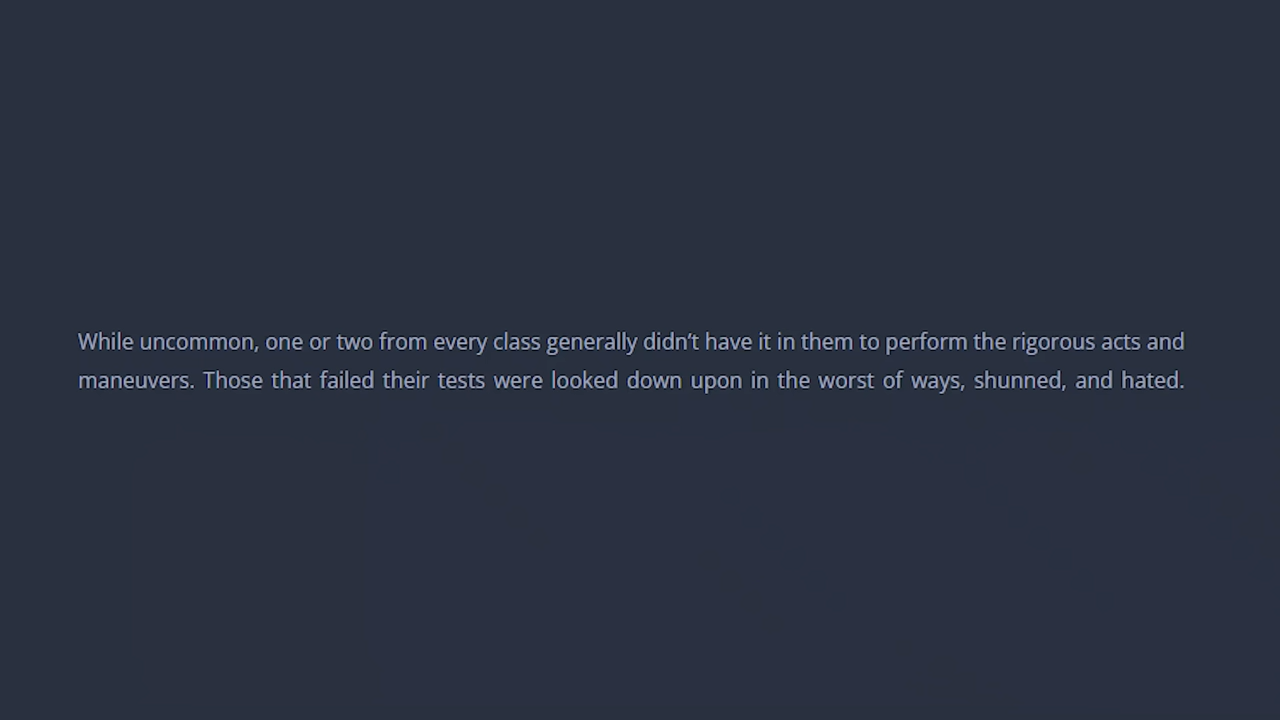 While uncommon, one or two from every class generally didn’t have it in them to perform the rigorous acts and
maneuvers. Those that failed their tests were looked down upon in the worst of ways, shunned, and hated.